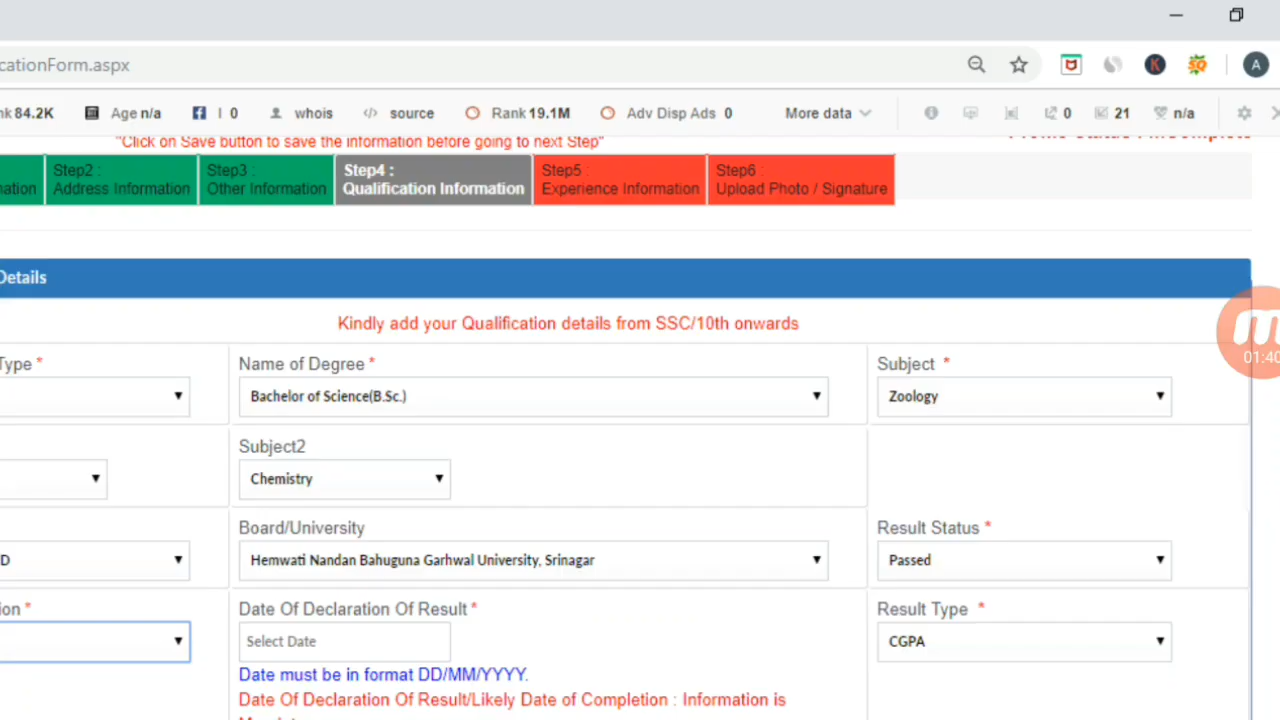 cationForm.aspx
A
nk 84.2K Age n/a l 0 whois source Rank 19.1M Adv Disp Ads 0 More data 0 21 n/a
"Click on Save button to save the information before going to next Step"
Step2 : Step3 : Step4 : Step5 : Step6 :
nation Address Information Other Information Qualification Information Experience Information Upload Photo / Signature
Details
Kindly add your Qualification details from SSC/10th onwards
Type * Name of Degree * Subject *
Bachelor of Science(B.Sc.) Zoology
Subject2
Chemistry
Board/University Result Status *
D Hemwati Nandan Bahuguna Garhwal University, Srinagar Passed
ion * Date Of Declaration Of Result * Result Type *
Select Date CGPA
Date must be in format DD/MM/YYYY.
Date Of Declaration Of Result/Likely Date of Completion : Information is
01:40